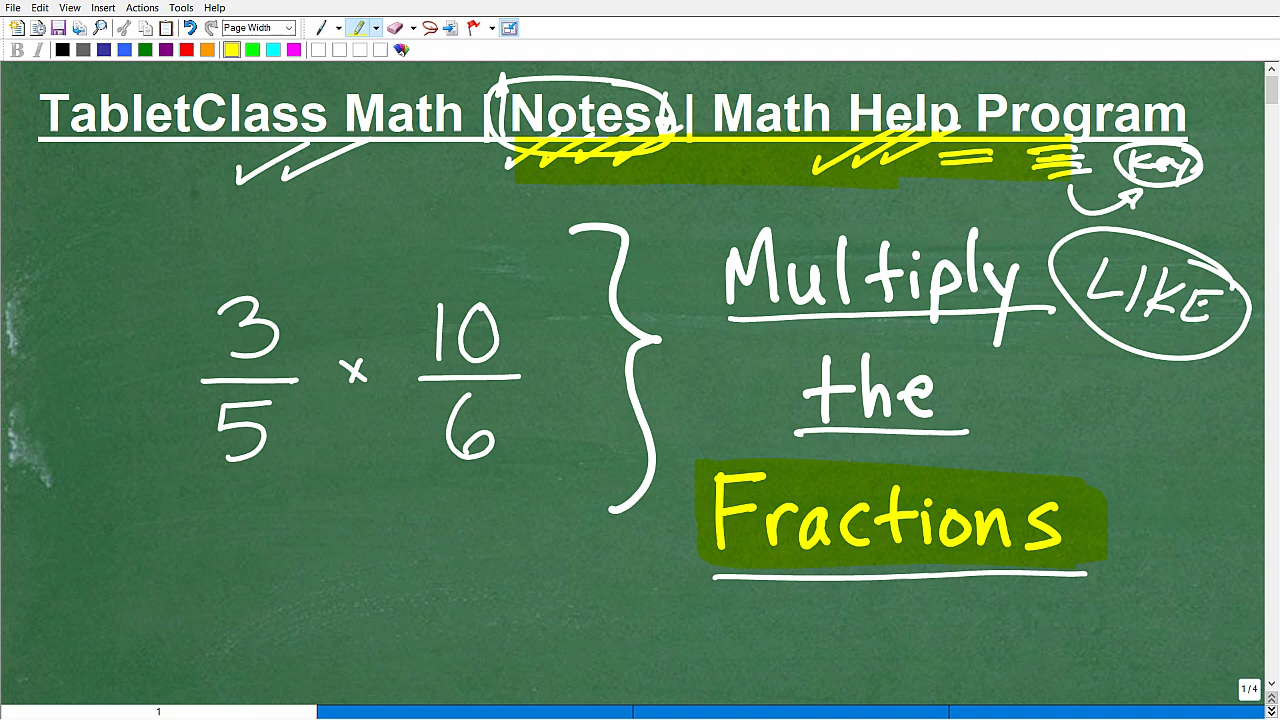 File Edit View Insert Actions Tools Help
Page Width
B I
TabletClass Math | Notes | Math Help Program
Key
3/5 × 10/6
Multiply
LIKE
the
Fractions
1/4
1